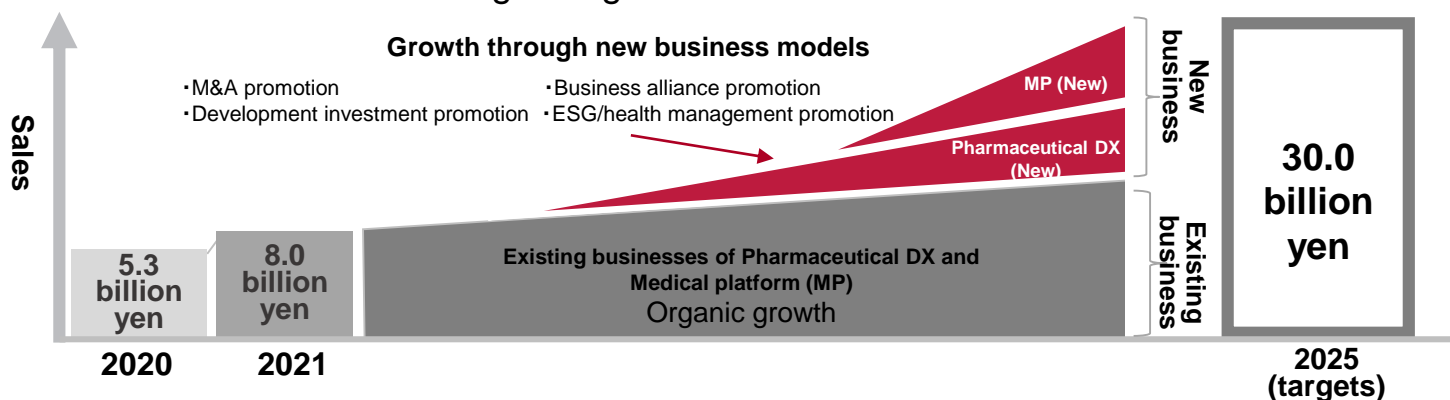 Growth through new business models
・M&A promotion
・Business alliance promotion
・Development investment promotion
・ESG/health management promotion
Sales
MP (New)
Pharmaceutical DX
(New)
New
business
Existing
business
Existing businesses of Pharmaceutical DX and
Medical platform (MP)
Organic growth
5.3
billion
yen
8.0
billion
yen
30.0
billion
yen
2020
2021
2025
(targets)